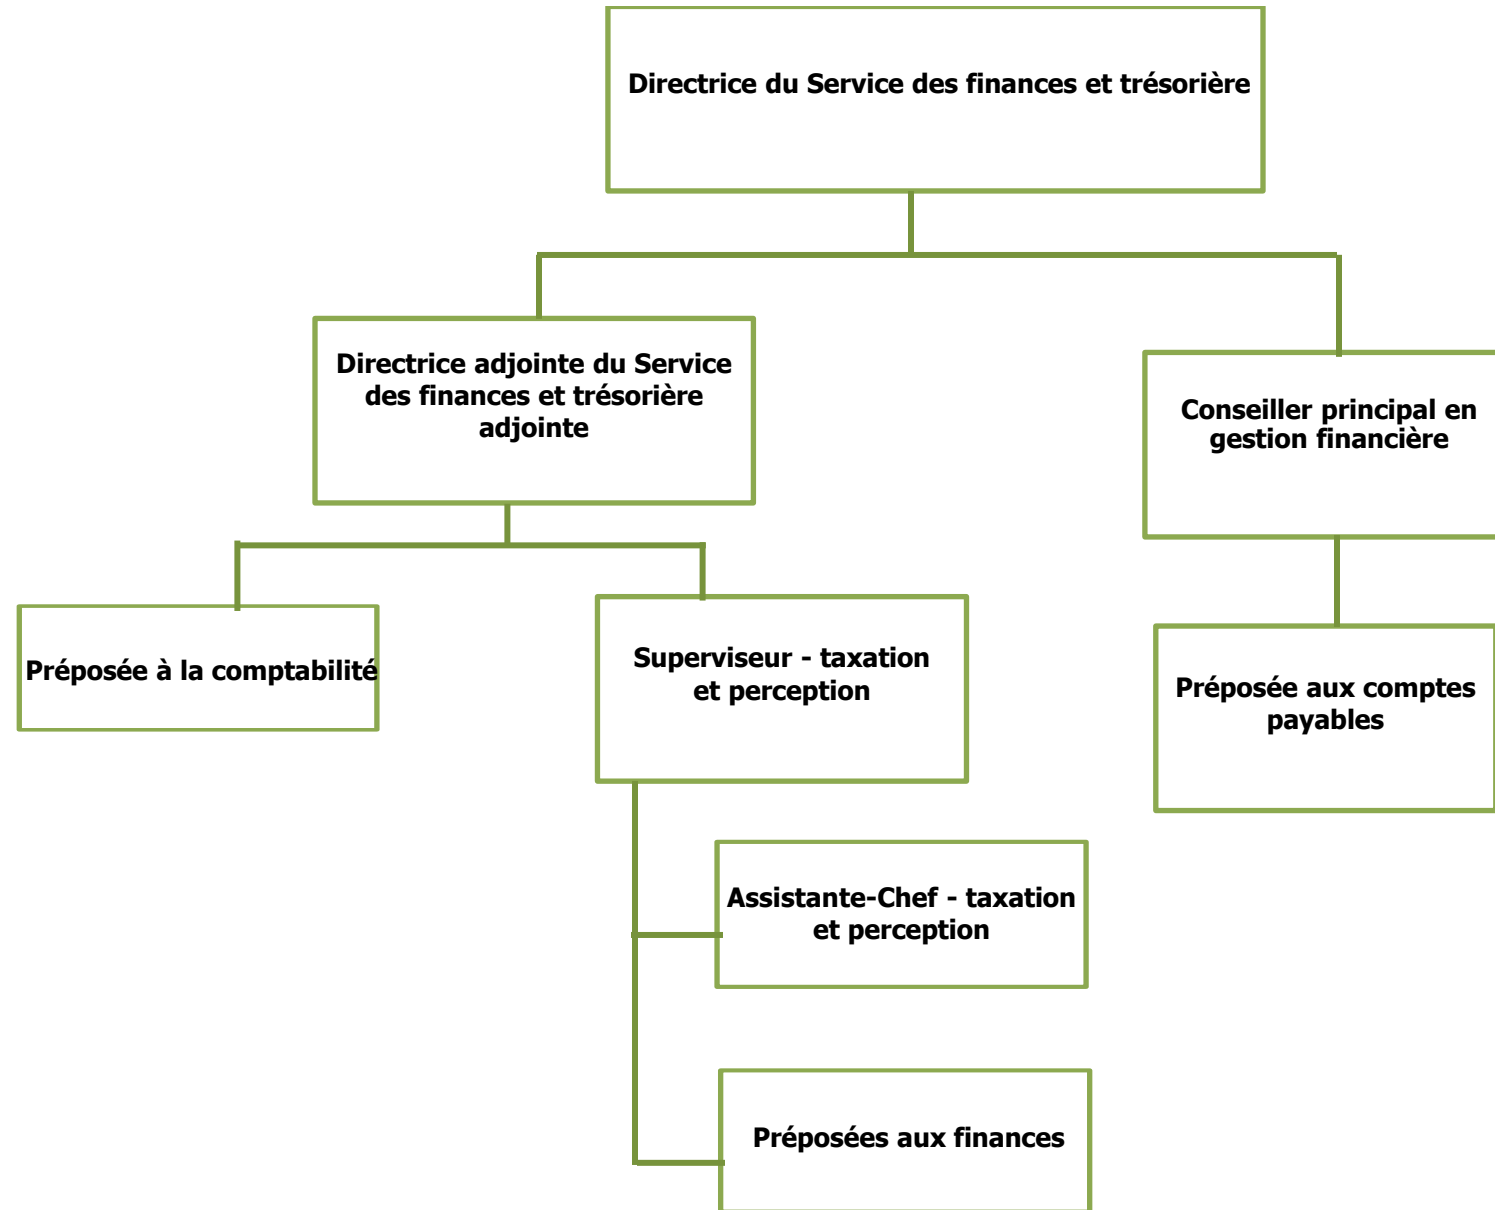 Directrice du Service des finances et trésorière
Directrice adjointe du Service
des finances et trésorière
adjointe
Conseiller principal en
gestion financière
Préposée à la comptabilité
Superviseur - taxation
et perception
Préposée aux comptes
payables
Assistante-Chef - taxation
et perception
Préposées aux finances